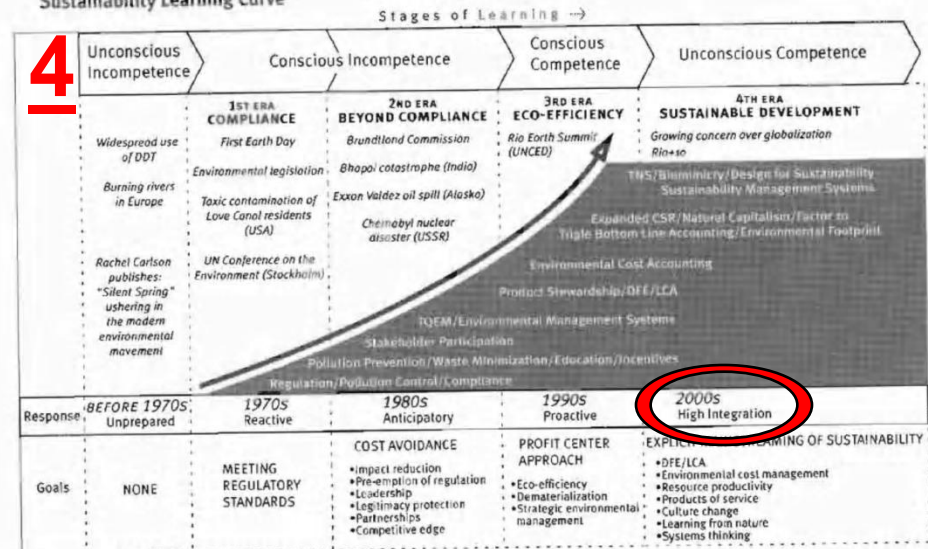 Sustainability Learning Curve
Stages of Learning
4
Unconscious
Incompetence
Conscious Incompetence
Conscious
Competence
Unconscious Competence
1ST ERA
COMPLIANCE
2ND ERA
BEYOND COMPLIANCE
3RD ERA
ECO-EFFICIENCY
4TH ERA
SUSTAINABLE DEVELOPMENT
Widespread use
of DDT
Burning rivers
in Europe
Rachel Carlson
publishes:
"Silent Spring"
ushering in
the modern
environmental
movement
First Earth Day
Environmental legislation
Toxic contamination of
Love Canal residents
(USA)
UN Conference on the
Environment (Stockholm)
Brundtland Commission
Bhopal catastrophe (India)
Exxon Valdez oil spill (Alaska)
Chernobyl nuclear
disaster (USSR)
Rio Earth Summit
(UNCED)
Growing concern over globalization
Rio+10
TNS/Biomimicry/Design for Sustainability
Sustainability Management Systems
Expanded CSR/Natural Capitalism/Factor 10
Triple Bottom Line Accounting/Environmental Footprint
Environmental Cost Accounting
Product Stewardship/DFE/LCA
TQEM/Environmental Management Systems
Stakeholder Participation
Pollution Prevention/Waste Minimization/Education/Incentives
Regulation/Pollution Control/Compliance
Response
BEFORE 1970s
Unprepared
1970s
Reactive
1980s
Anticipatory
1990s
Proactive
2000s
High Integration
Goals
NONE
MEETING
REGULATORY
STANDARDS
COST AVOIDANCE
•Impact reduction
•Pre-emption of regulation
•Leadership
•Legitimacy protection
•Partnerships
•Competitive edge
PROFIT CENTER
APPROACH
•Eco-efficiency
•Dematerialization
•Strategic environmental
management
EXPLICIT OF SUSTAINABILITY
•DFE/LCA
•Environmental cost management
•Resource productivity
•Products of service
•Culture change
•Learning from nature
•Systems thinking